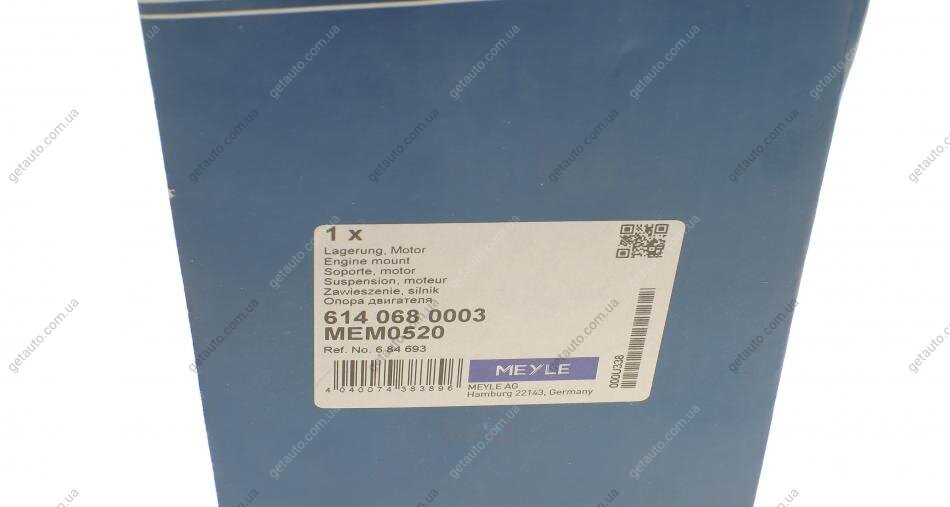 1 x
Lagerung, Motor
Engine mount
Soporte, motor
Suspension, moteur
Zawieszenie, silnik
Опора двигателя
614 068 0003
MEM0520
Ref. No. 6 84 693
4 040074 383896
MEYLE
MEYLE AG
Hamburg 22143, Germany
000U338
getauto.com.ua